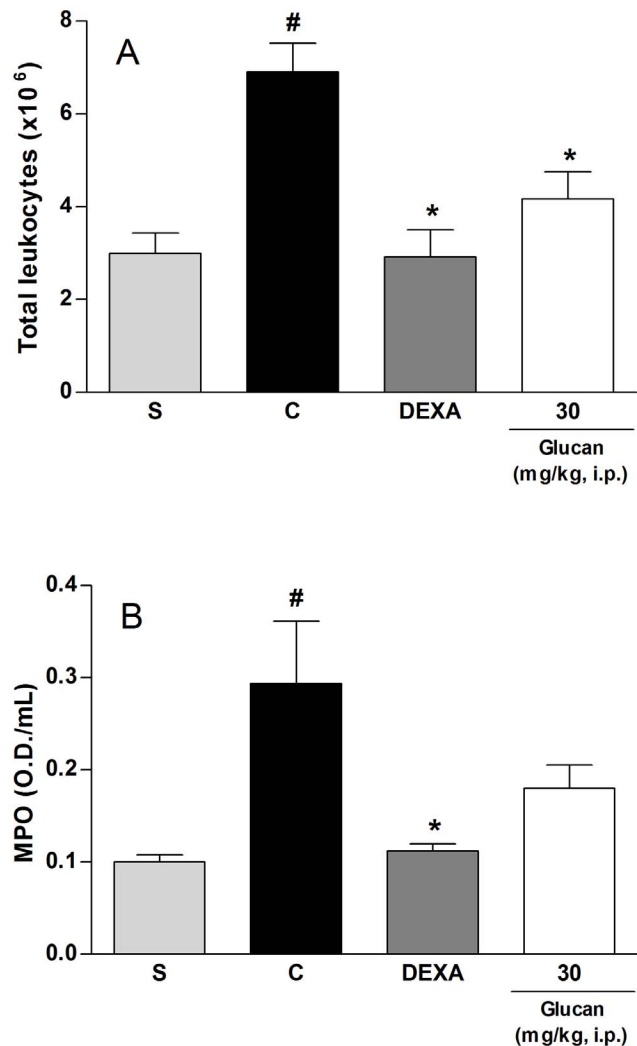 A
Total leukocytes (x10⁶)
8
6
4
2
0
#
*
*
S C DEXA 30
Glucan
(mg/kg, i.p.)
B
MPO (O.D./mL)
0.4
0.3
0.2
0.1
0.0
#
*
S C DEXA 30
Glucan
(mg/kg, i.p.)